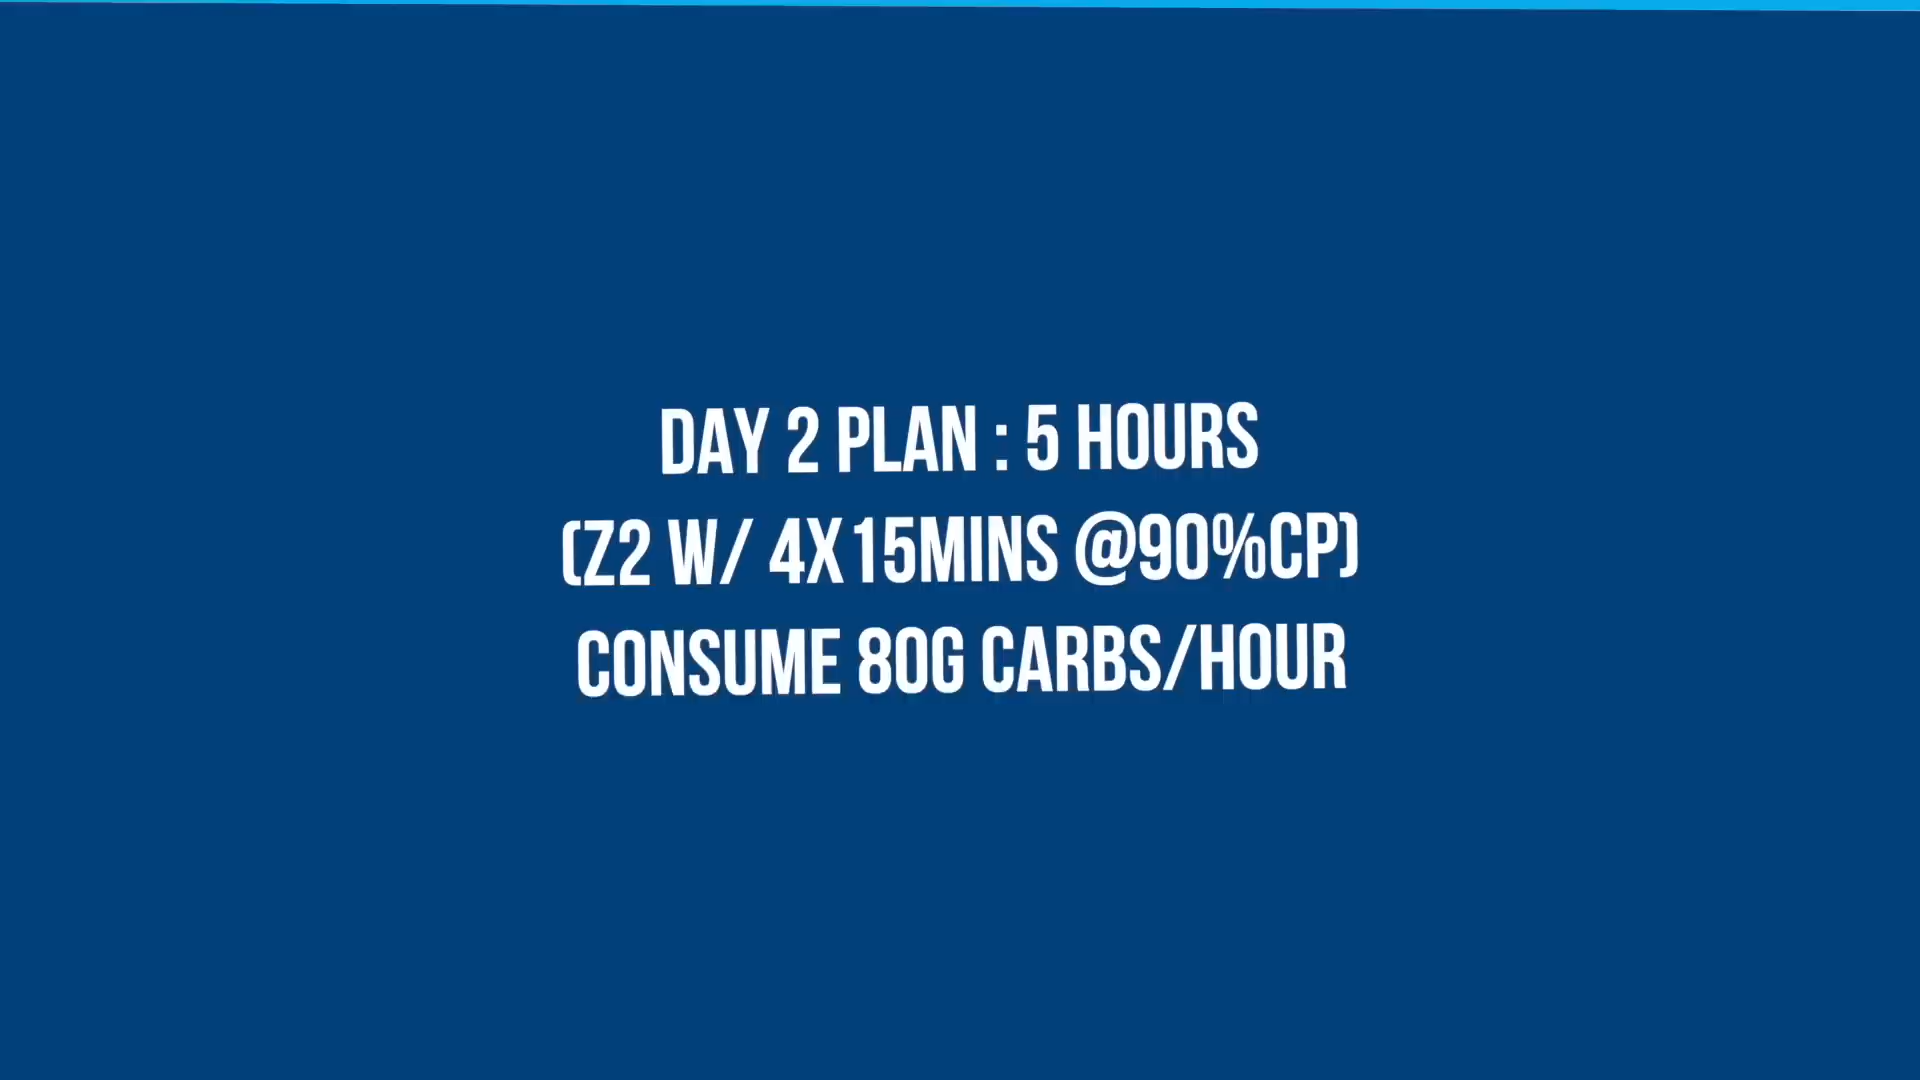 DAY 2 PLAN : 5 HOURS
(Z2 W/ 4X15MINS @90%CP)
CONSUME 80G CARBS/HOUR